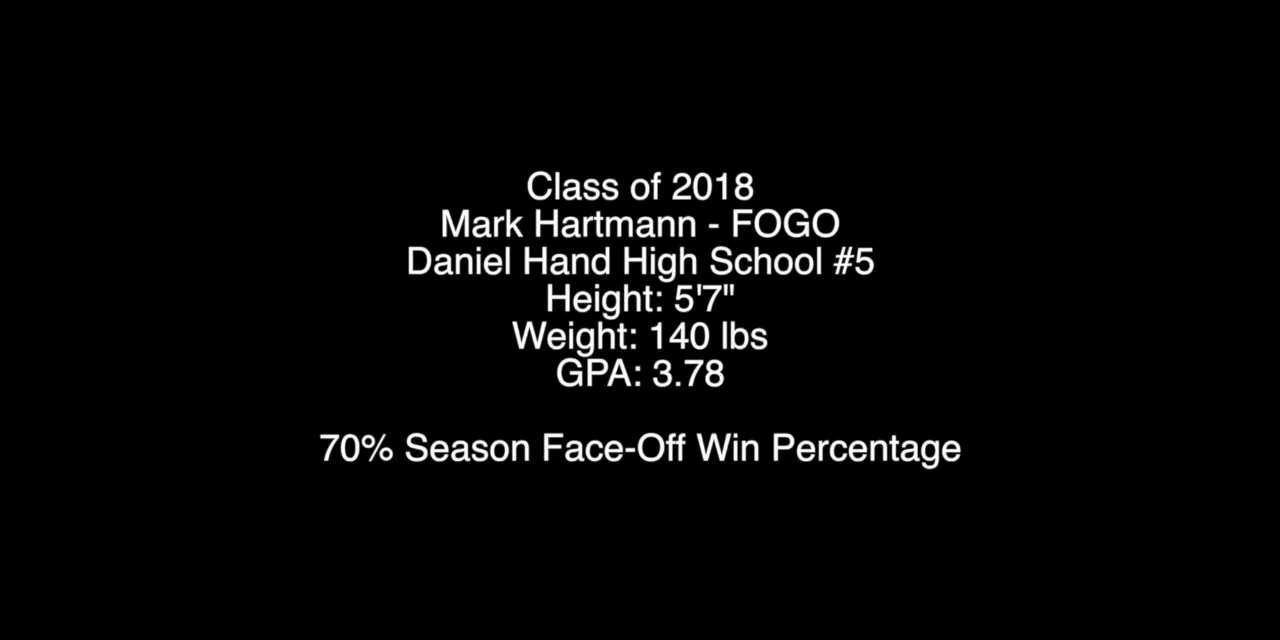 Class of 2018
Mark Hartmann - FOGO
Daniel Hand High School #5
Height: 5'7"
Weight: 140 lbs
GPA: 3.78
70% Season Face-Off Win Percentage